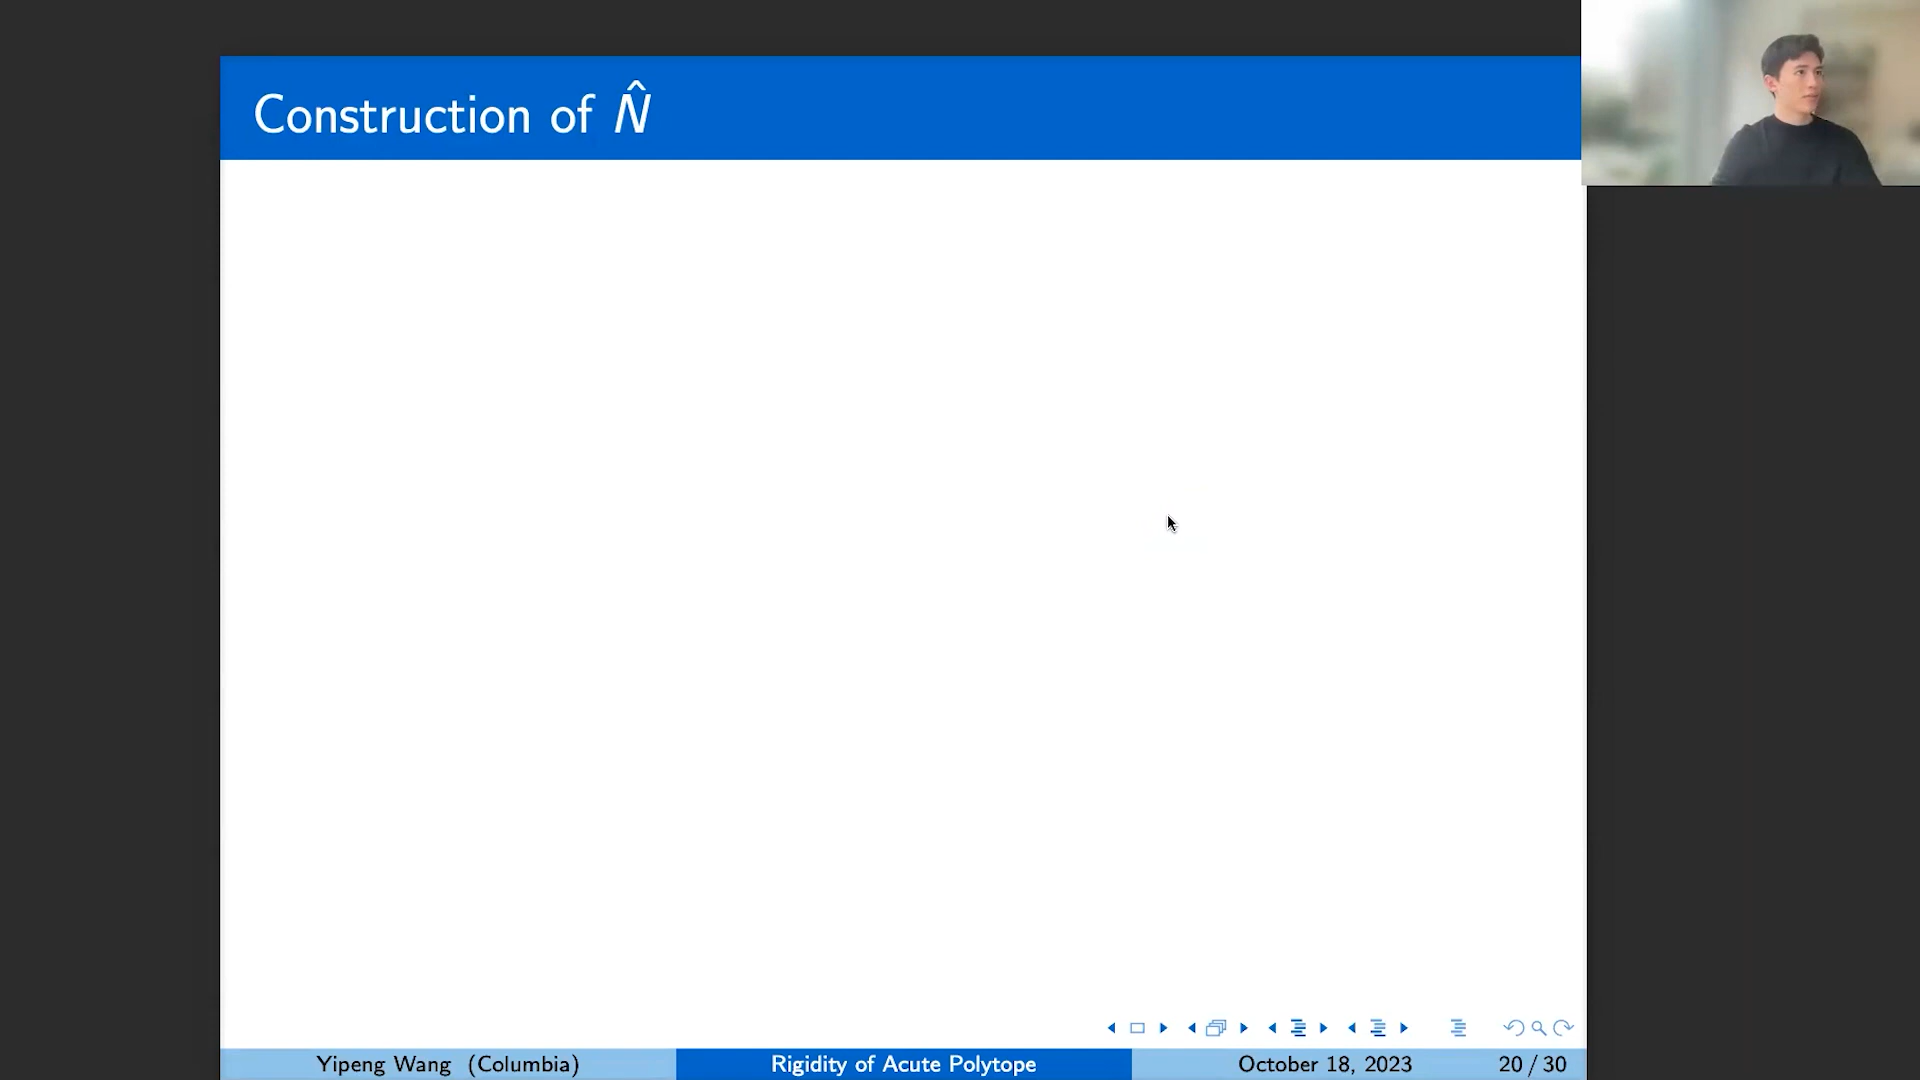 Construction of N̂
Yipeng Wang (Columbia)
Rigidity of Acute Polytope
October 18, 2023
20 / 30